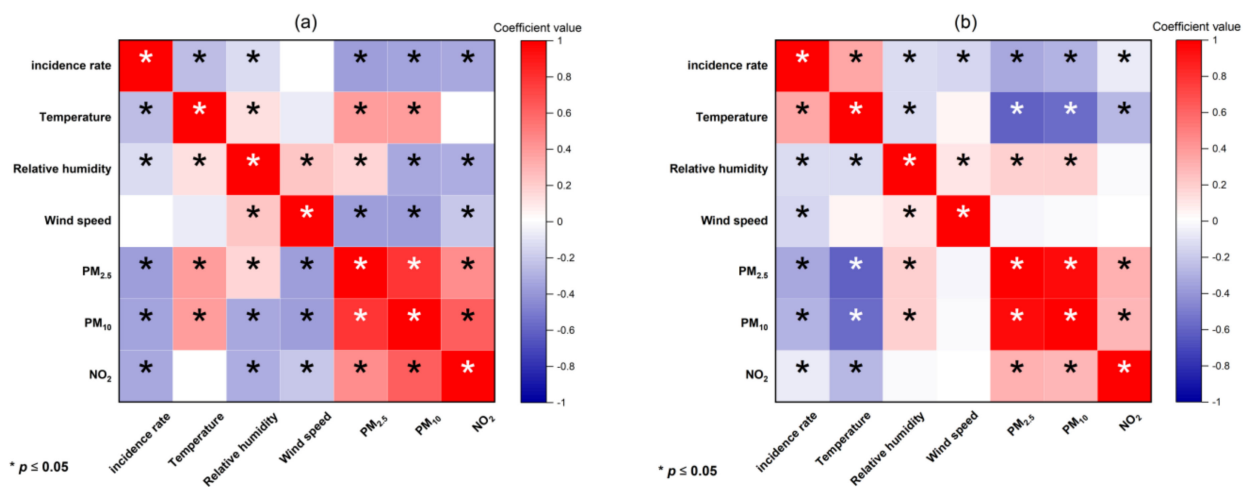 (a)
Coefficient value
incidence rate
Temperature
Relative humidity
Wind speed
PM2.5
PM10
NO2
* * * * * *
* * * * *
* * * * * * *
* * * * *
* * * * * * *
* * * * * * *
* * * * * *
1
0.8
0.6
0.4
0.2
0
-0.2
-0.4
-0.6
-0.8
-1
incidence rate
Temperature
Relative humidity
Wind speed
PM2.5
PM10
NO2
* p ≤ 0.05
(b)
Coefficient value
incidence rate
Temperature
Relative humidity
Wind speed
PM2.5
PM10
NO2
* * * * * * *
* * * * * *
* * * * * *
* * *
* * * * * *
* * * * * *
* * * * *
1
0.8
0.6
0.4
0.2
0
-0.2
-0.4
-0.6
-0.8
-1
incidence rate
Temperature
Relative humidity
Wind speed
PM2.5
PM10
NO2
* p ≤ 0.05